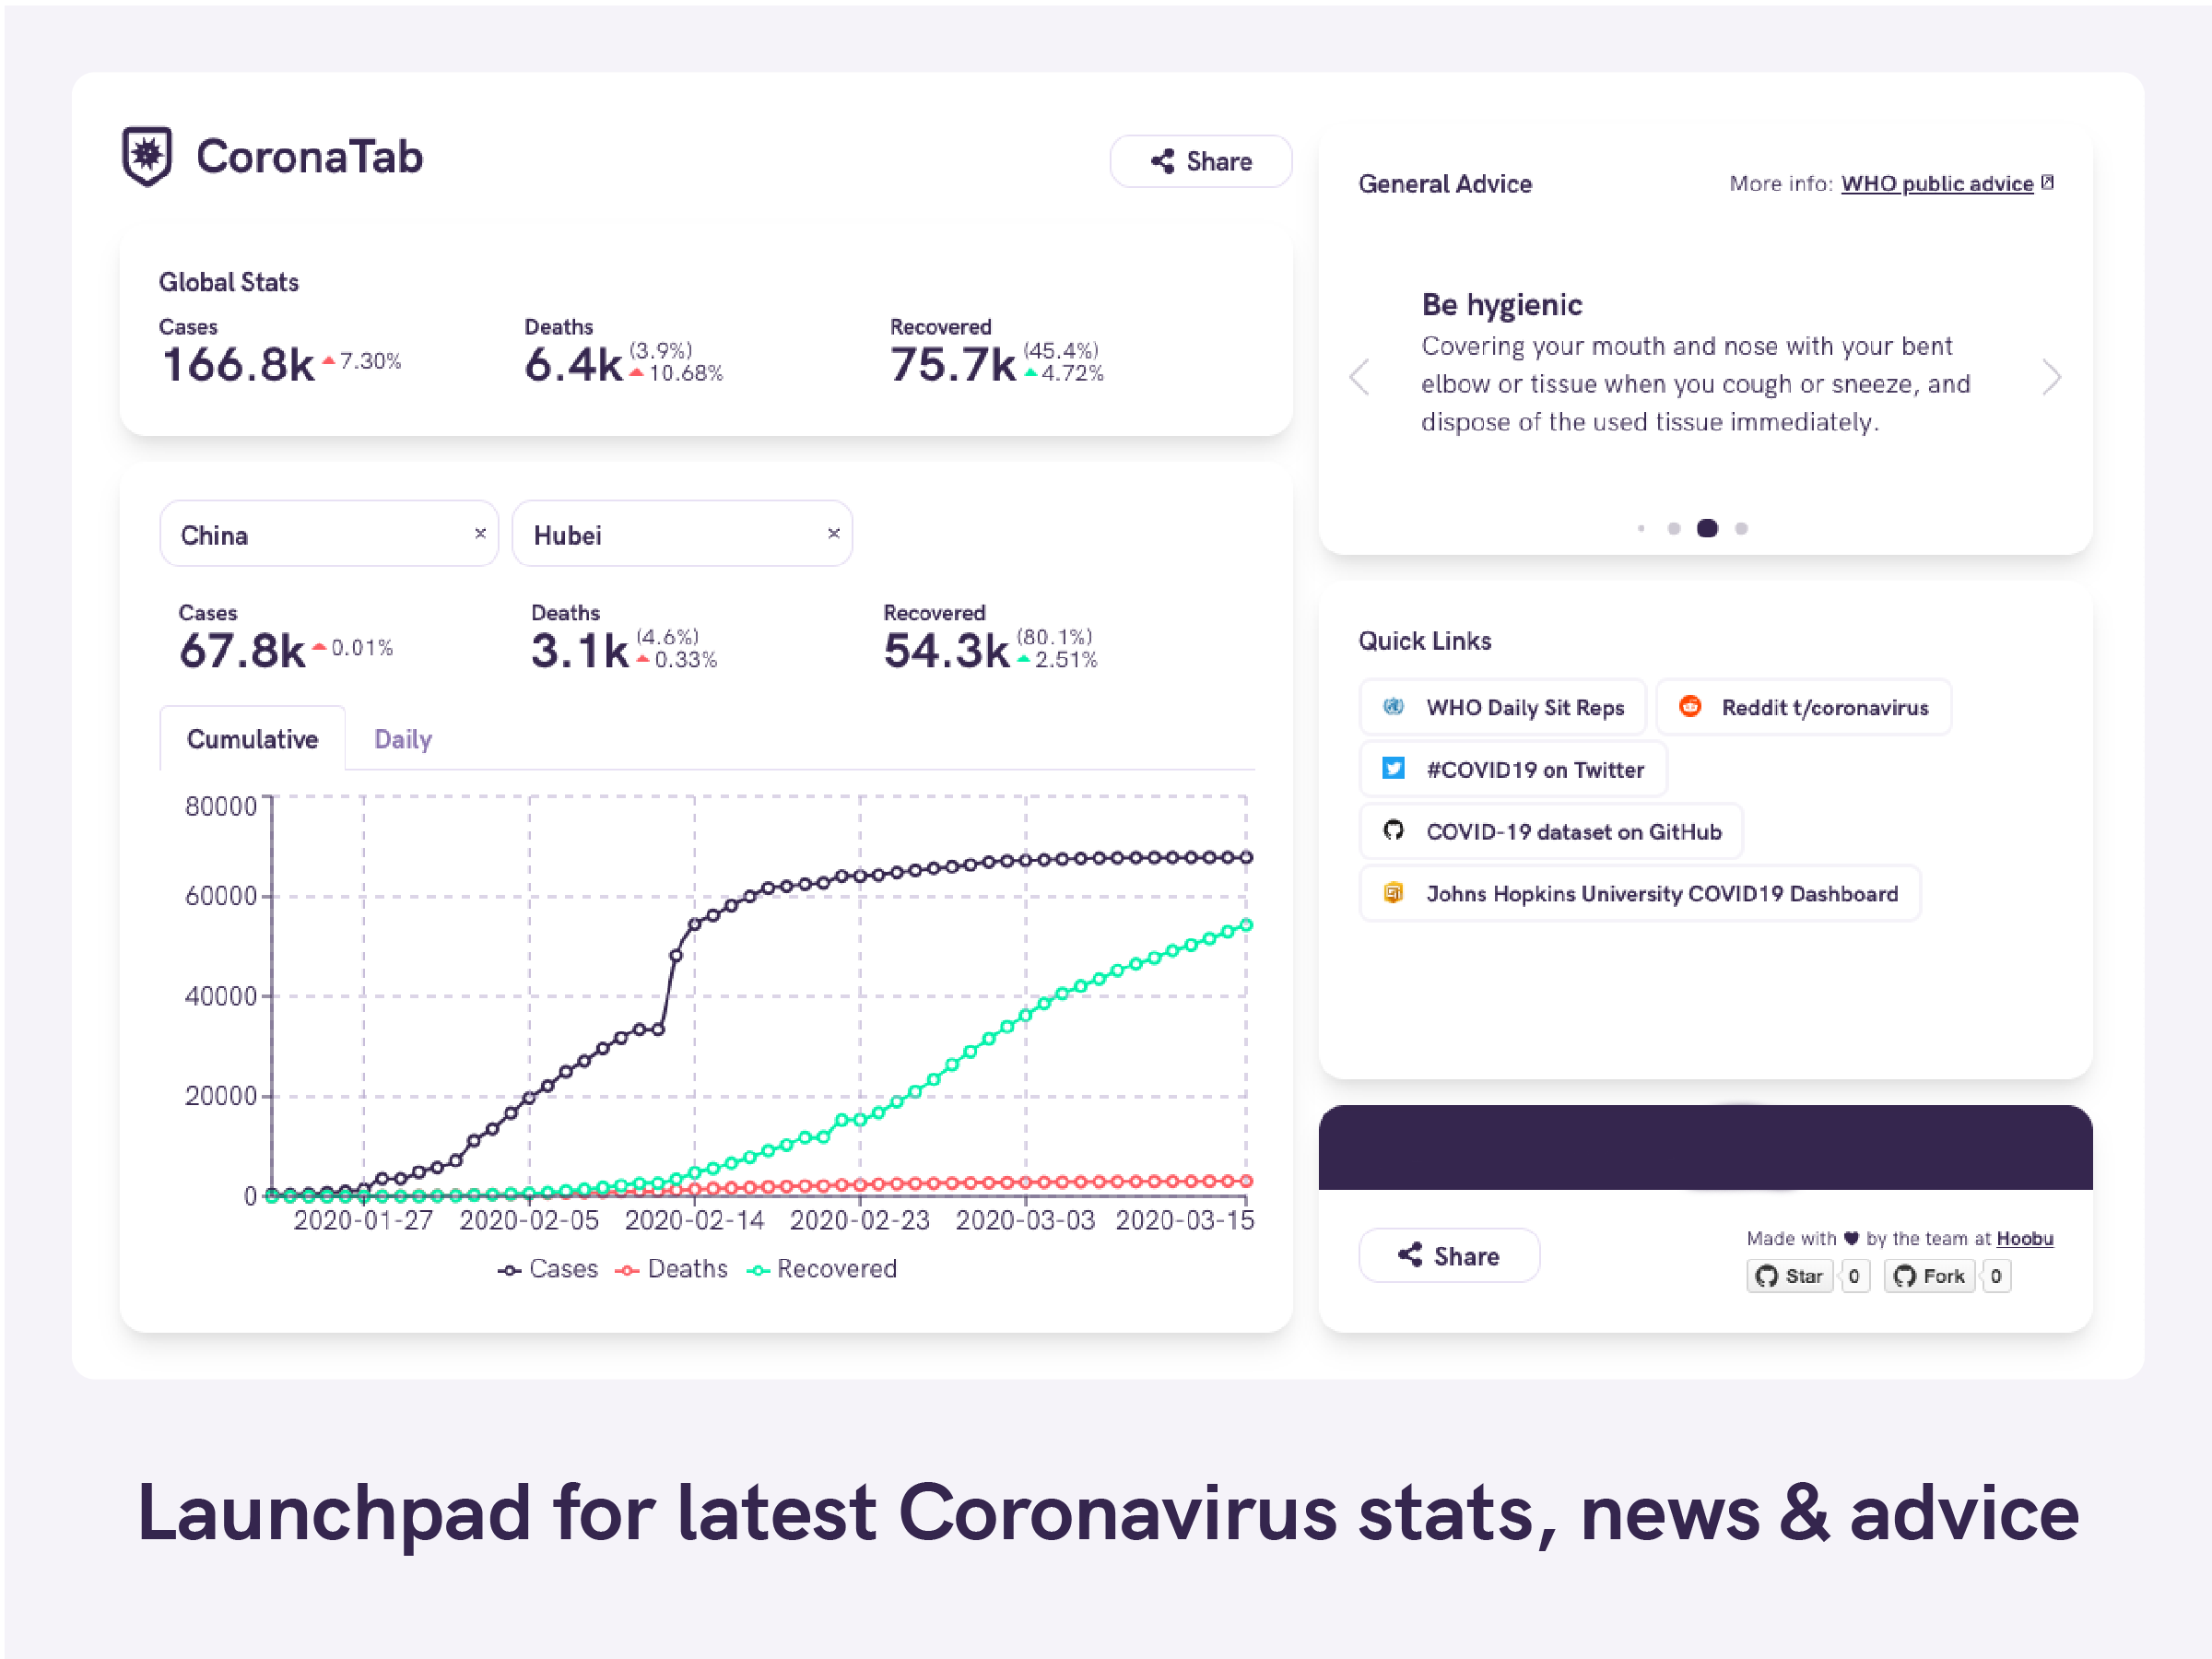 CoronaTab
Share
Global Stats
Cases
166.8k 7.30%
Deaths
6.4k (3.9%) 10.68%
Recovered
75.7k (45.4%) 4.72%
China ×
Hubei ×
Cases
67.8k 0.01%
Deaths
3.1k (4.6%) 0.33%
Recovered
54.3k (80.1%) 2.51%
Cumulative
Daily
80000
60000
40000
20000
0
2020-01-27 2020-02-05 2020-02-14 2020-02-23 2020-03-03 2020-03-15
Cases Deaths Recovered
General Advice
More info: WHO public advice
Be hygienic
Covering your mouth and nose with your bent
elbow or tissue when you cough or sneeze, and
dispose of the used tissue immediately.
Quick Links
WHO Daily Sit Reps
Reddit t/coronavirus
#COVID19 on Twitter
COVID-19 dataset on GitHub
Johns Hopkins University COVID19 Dashboard
Share
Made with ♥ by the team at Hoobu
Star 0 Fork 0
Launchpad for latest Coronavirus stats, news & advice